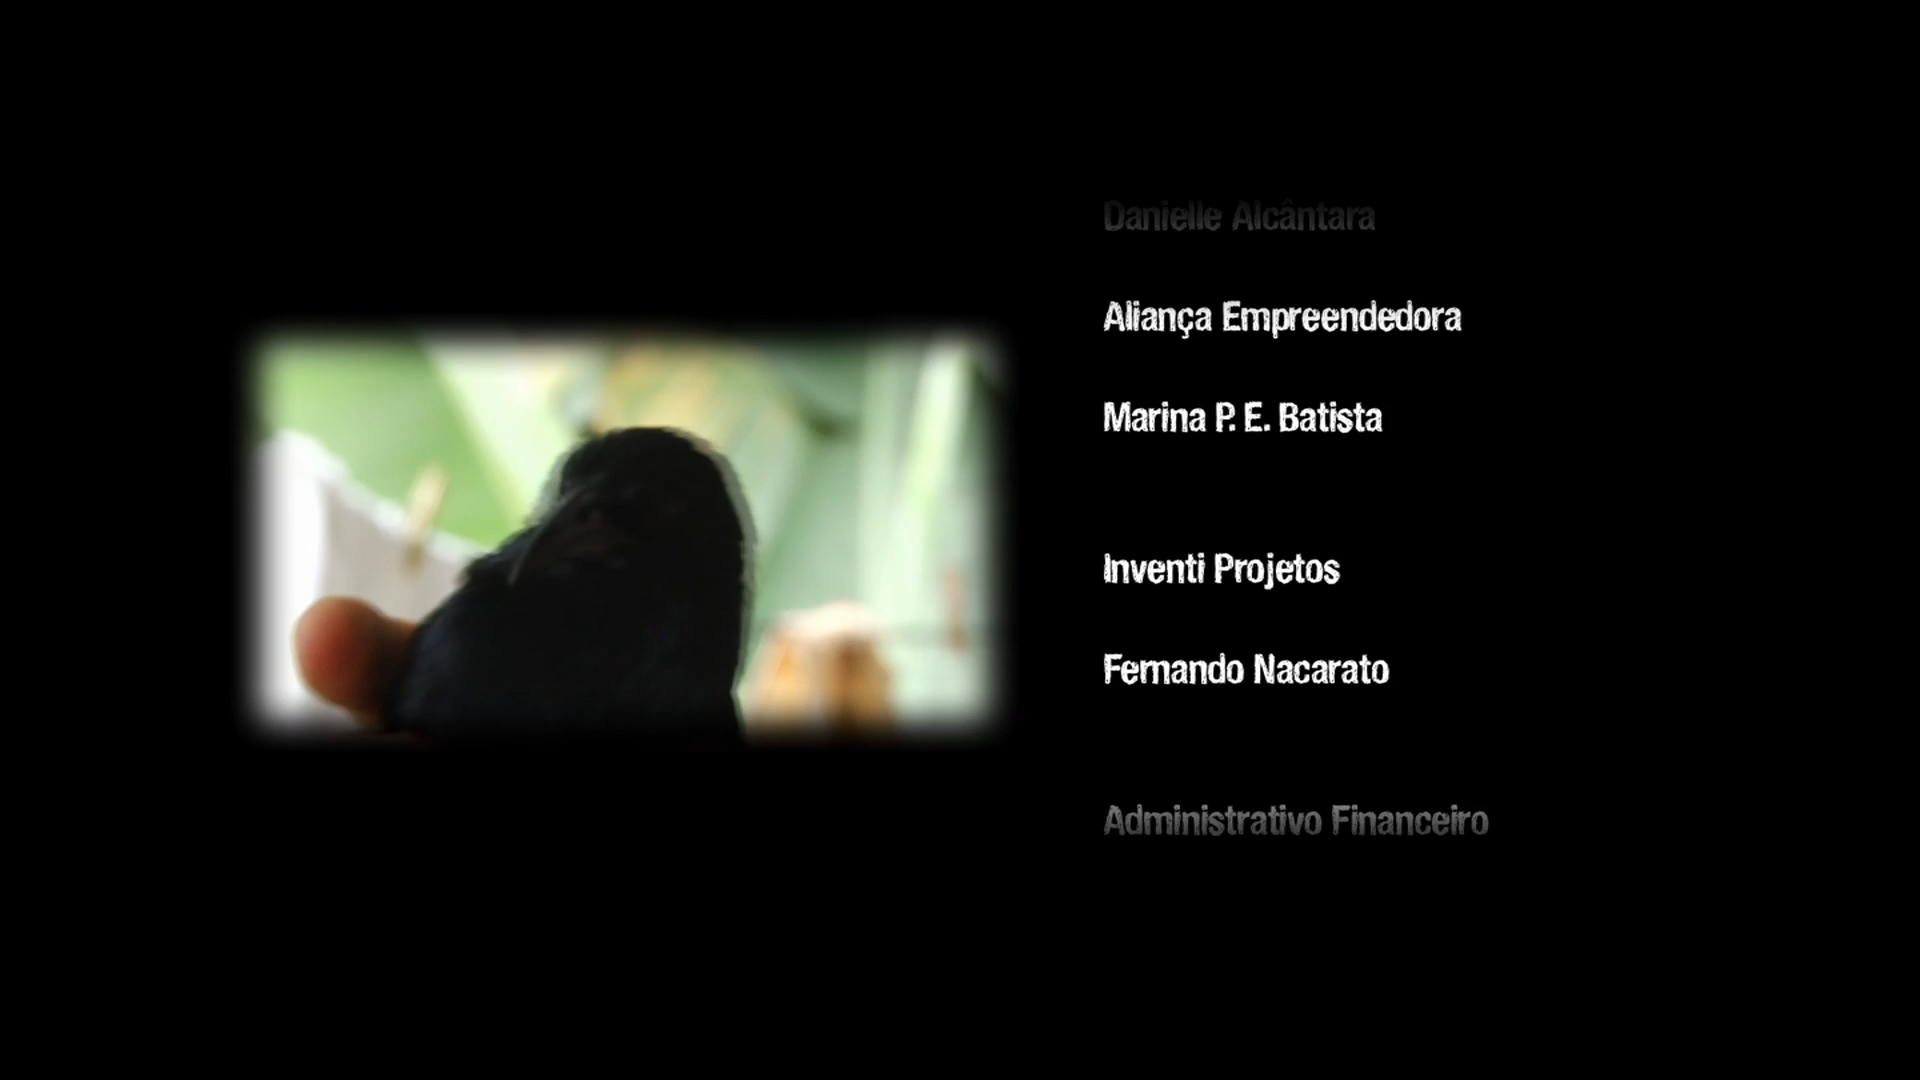 Danielle Alcântara
Aliança Empreendedora
Marina P. E. Batista
Inventi Projetos
Fernando Nacarato
Administrativo Financeiro